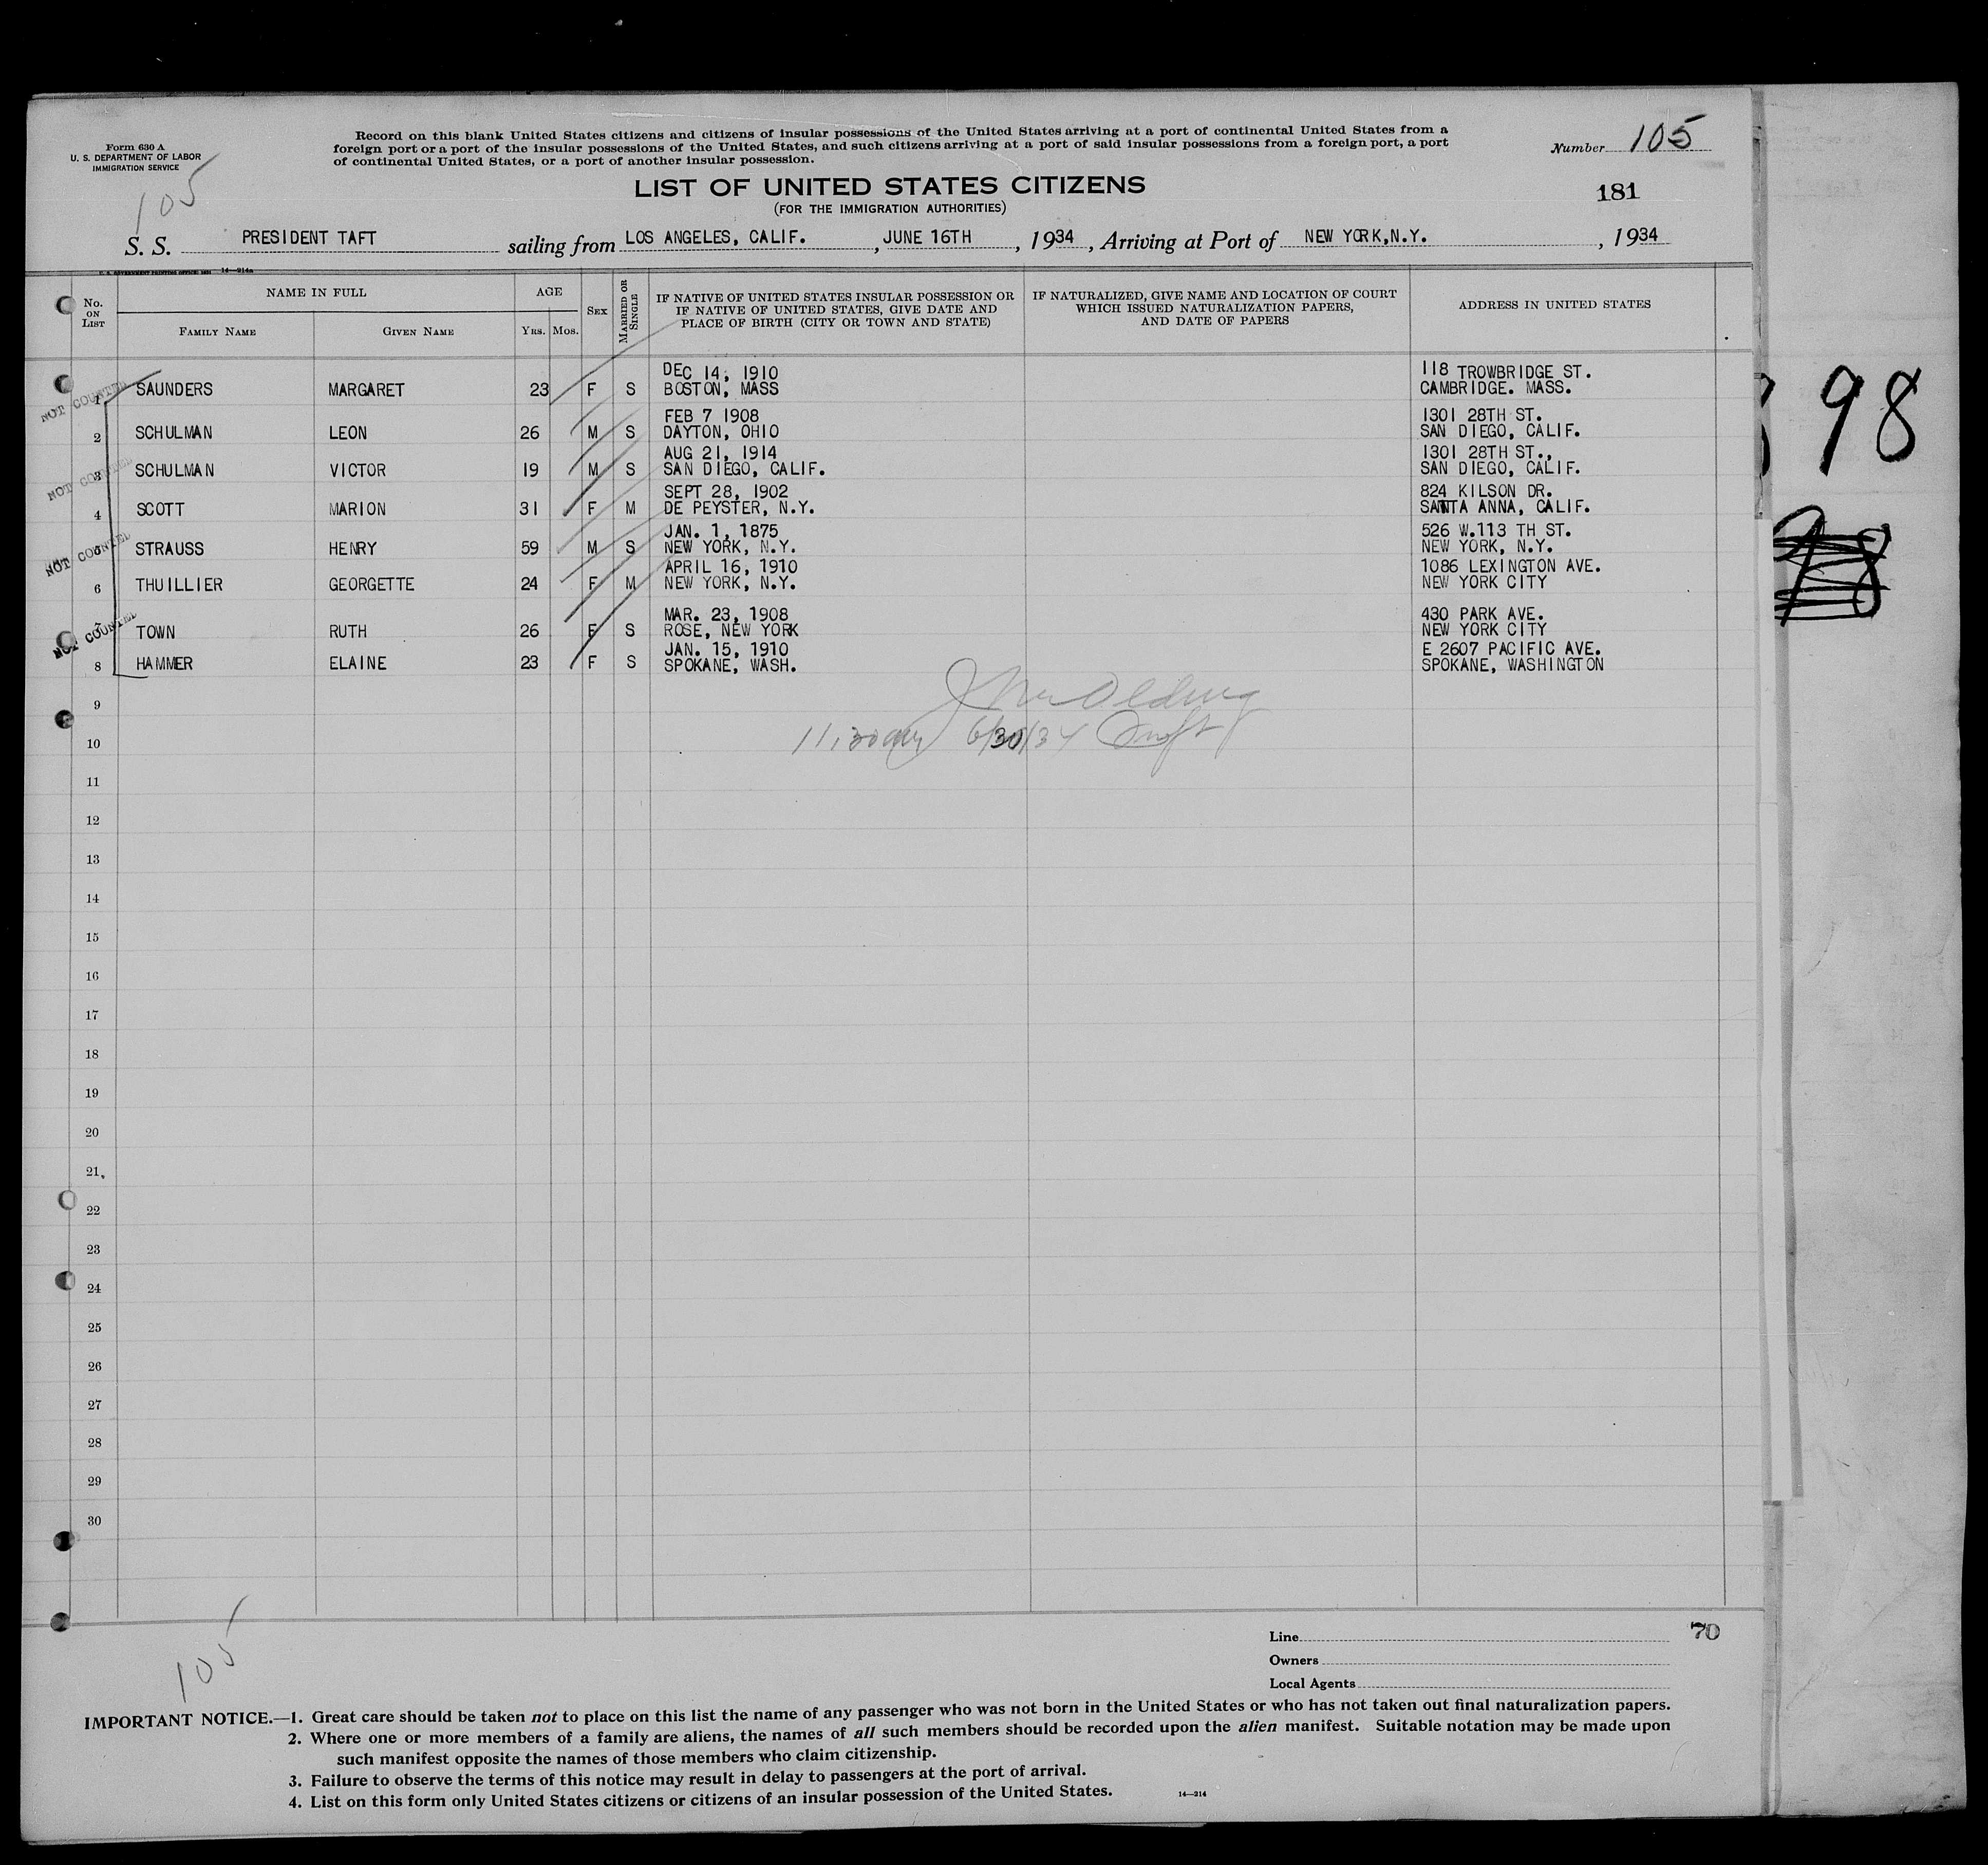 Form 630 A
U. S. DEPARTMENT OF LABOR
IMMIGRATION SERVICE
105
Record on this blank United States citizens and citizens of insular possessions of the United States arriving at a port of continental United States from a
foreign port or a port of the insular possessions of the United States, and such citizens arriving at a port of said insular possessions from a foreign port, a port
of continental United States, or a port of another insular possession.
Number 105
LIST OF UNITED STATES CITIZENS
(FOR THE IMMIGRATION AUTHORITIES)
181
S. S. PRESIDENT TAFT sailing from LOS ANGELES, CALIF. , JUNE 16TH , 1934 , Arriving at Port of NEW YORK,N.Y. , 1934
14—214a
No. ON LIST
NAME IN FULL
FAMILY NAME
GIVEN NAME
AGE
YRS. MOS.
SEX
MARRIED OR SINGLE
IF NATIVE OF UNITED STATES INSULAR POSSESSION OR
IF NATIVE OF UNITED STATES, GIVE DATE AND
PLACE OF BIRTH (CITY OR TOWN AND STATE)
IF NATURALIZED, GIVE NAME AND LOCATION OF COURT
WHICH ISSUED NATURALIZATION PAPERS,
AND DATE OF PAPERS
ADDRESS IN UNITED STATES
DEC 14, 1910 118 TROWBRIDGE ST.
NOT COUNTED 1 SAUNDERS MARGARET 23 F S BOSTON, MASS CAMBRIDGE. MASS.
FEB 7 1908 1301 28TH ST.
2 SCHULMAN LEON 26 M S DAYTON, OHIO SAN DIEGO, CALIF.
AUG 21, 1914 1301 28TH ST.,
NOT COUNTED 3 SCHULMAN VICTOR 19 M S SAN DIEGO, CALIF. SAN DIEGO, CALIF.
SEPT 28, 1902 824 KILSON DR.
4 SCOTT MARION 31 F M DE PEYSTER, N.Y. SANTA ANNA, CALIF.
JAN. 1, 1875 526 W.113 TH ST.
NOT COUNTED 5 STRAUSS HENRY 59 M S NEW YORK, N.Y. NEW YORK, N.Y.
APRIL 16, 1910 1086 LEXINGTON AVE.
6 THUILLIER GEORGETTE 24 F M NEW YORK, N.Y. NEW YORK CITY
MAR. 23, 1908 430 PARK AVE.
NOT COUNTED 7 TOWN RUTH 26 F S ROSE, NEW YORK NEW YORK CITY
JAN. 15, 1910 E 2607 PACIFIC AVE.
8 HAMMER ELAINE 23 F S SPOKANE, WASH. SPOKANE, WASHINGTON
9
10 6/30/34
11
12
13
14
15
16
17
18
19
20
21
22
23
24
25
26
27
28
29
30
98
105
Line
70
Owners
Local Agents
IMPORTANT NOTICE.—1. Great care should be taken not to place on this list the name of any passenger who was not born in the United States or who has not taken out final naturalization papers.
2. Where one or more members of a family are aliens, the names of all such members should be recorded upon the alien manifest. Suitable notation may be made upon
such manifest opposite the names of those members who claim citizenship.
3. Failure to observe the terms of this notice may result in delay to passengers at the port of arrival.
4. List on this form only United States citizens or citizens of an insular possession of the United States.
14—214